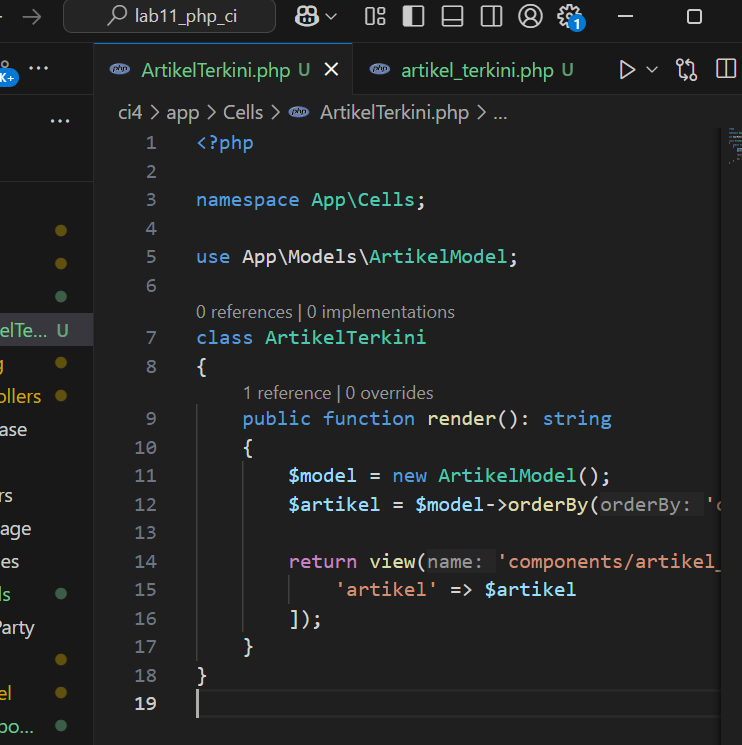 lab11_php_ci
1
K+
php ArtikelTerkini.php U
php artikel_terkini.php U
ci4 > app > Cells > php ArtikelTerkini.php > ...
1 <?php
2
3 namespace App\Cells;
4
5 use App\Models\ArtikelModel;
6
0 references | 0 implementations
7 class ArtikelTerkini
8 {
1 reference | 0 overrides
9 public function render(): string
10 {
11 $model = new ArtikelModel();
12 $artikel = $model->orderBy(orderBy: '
13
14 return view(name: 'components/artikel_
15 'artikel' => $artikel
16 ]);
17 }
18 }
19
elTe... U
g
ollers
ase
rs
age
es
ls
Party
el
po...